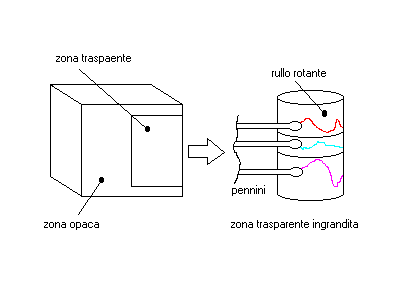 zona traspaente
rullo rotante
pennini
zona opaca
zona trasparente ingrandita